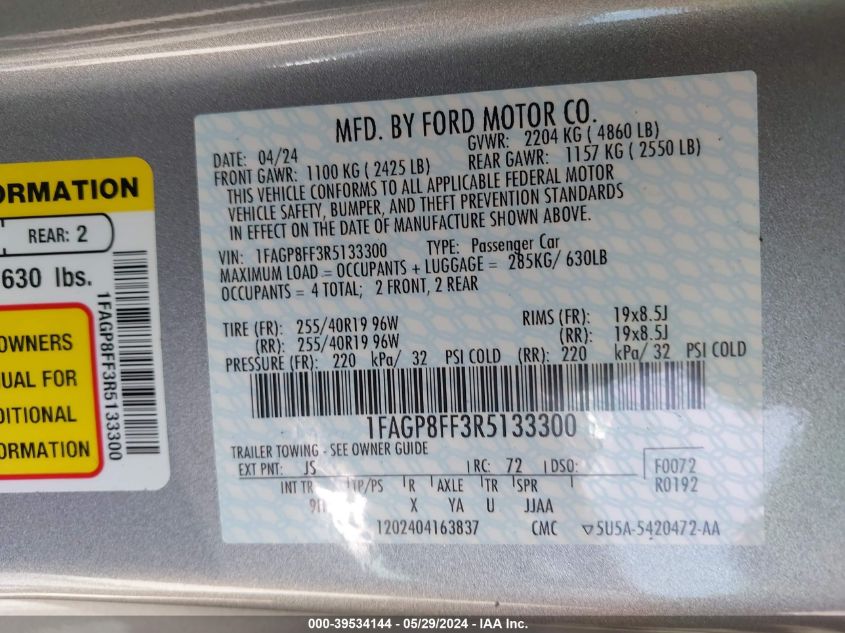 ORMATION
REAR: 2
630 lbs.
OWNERS
UAL FOR
DITIONAL
ORMATION
1FAGP8FF3R5133300
MFD. BY FORD MOTOR CO.
DATE: 04/24 GVWR: 2204 KG ( 4860 LB)
FRONT GAWR: 1100 KG ( 2425 LB) REAR GAWR: 1157 KG ( 2550 LB)
THIS VEHICLE CONFORMS TO ALL APPLICABLE FEDERAL MOTOR
VEHICLE SAFETY, BUMPER, AND THEFT PREVENTION STANDARDS
IN EFFECT ON THE DATE OF MANUFACTURE SHOWN ABOVE.
VIN: 1FAGP8FF3R5133300 TYPE: Passenger Car
MAXIMUM LOAD = OCCUPANTS + LUGGAGE = 285KG/ 630LB
OCCUPANTS = 4 TOTAL; 2 FRONT, 2 REAR
TIRE (FR): 255/40R19 96W RIMS (FR): 19x8.5J
(RR): 255/40R19 96W (RR): 19x8.5J
PRESSURE (FR): 220 kPa/ 32 PSI COLD (RR): 220 kPa/ 32 PSI COLD
1FAGP8FF3R5133300
TRAILER TOWING - SEE OWNER GUIDE
EXT PNT: JS RC: 72 DSO: F0072
INT TR TP/PS R AXLE TR SPR R0192
X YA U JJAA
1202404163837 CMC ▽5U5A-5420472-AA
000-39534144 - 05/29/2024 - IAA Inc.